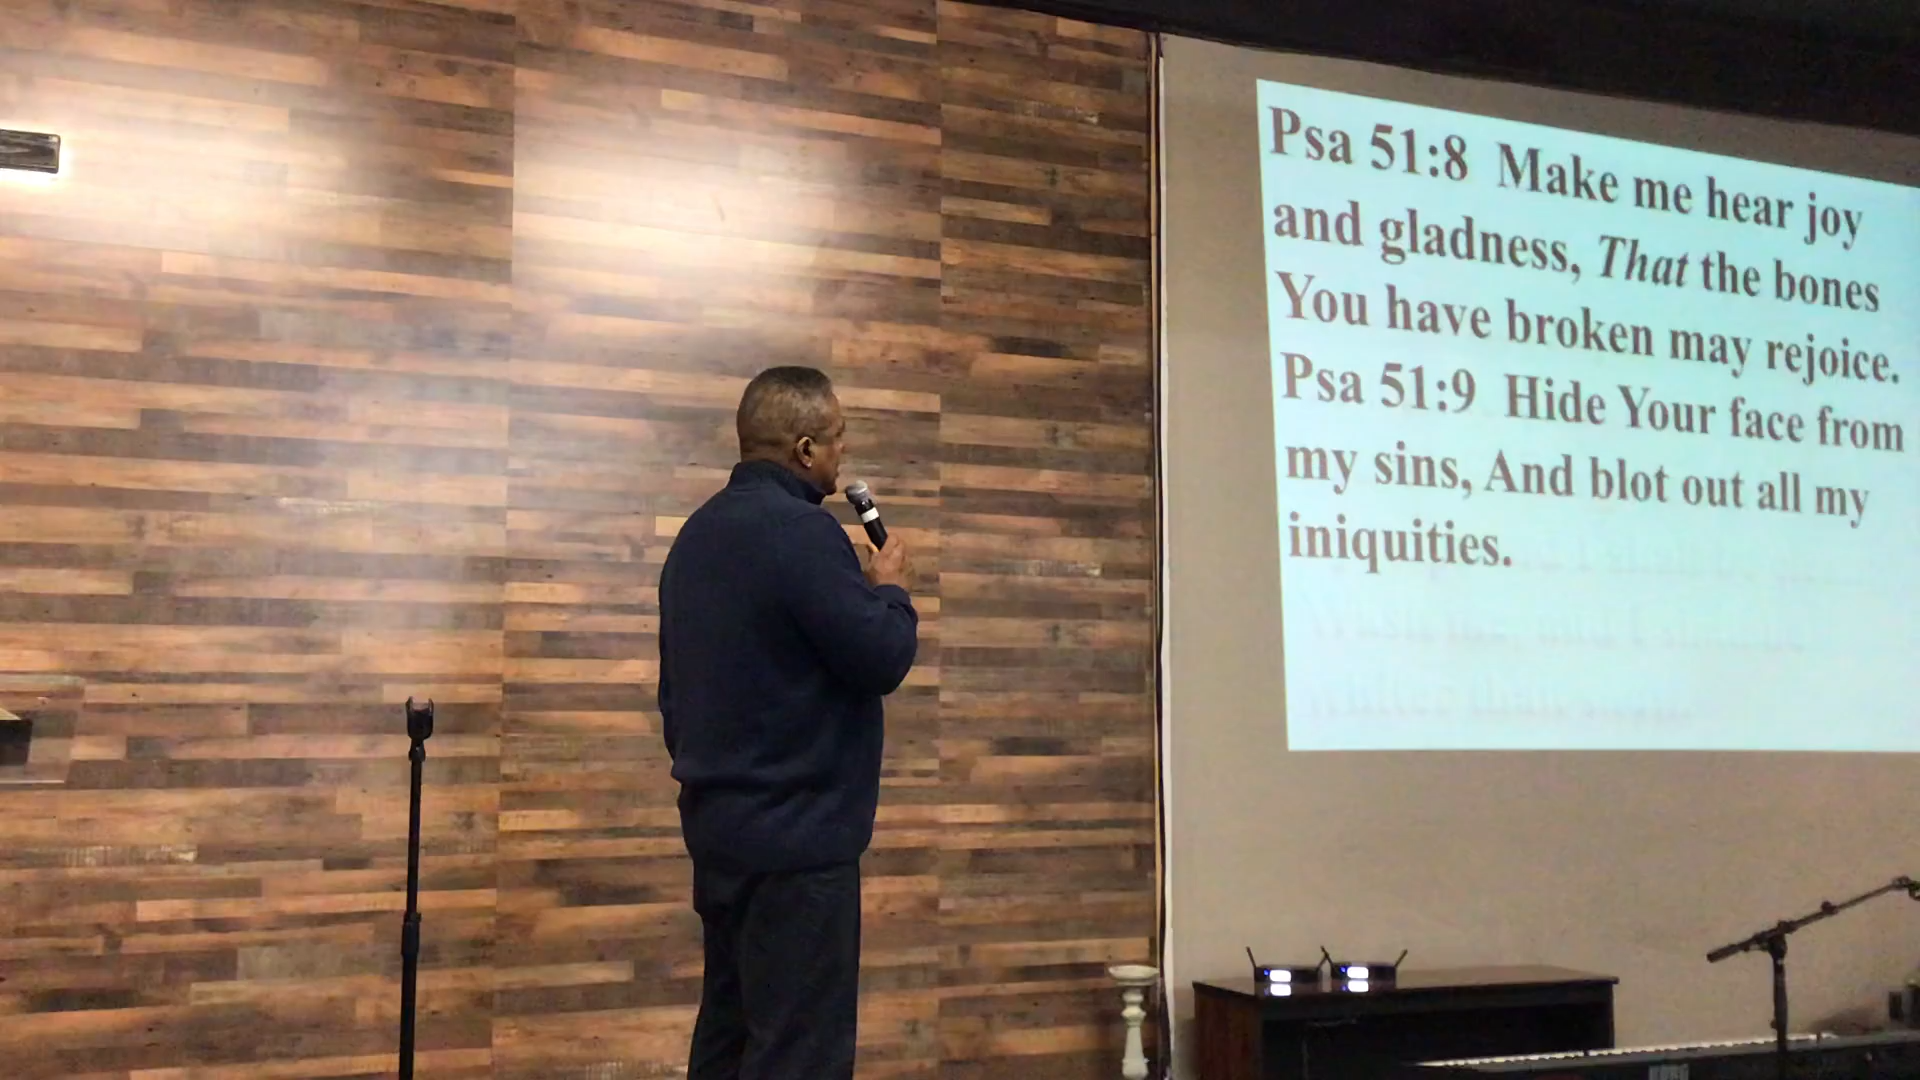 Psa 51:8 Make me hear joy
and gladness, That the bones
You have broken may rejoice.
Psa 51:9 Hide Your face from
my sins, And blot out all my
iniquities.
KORG